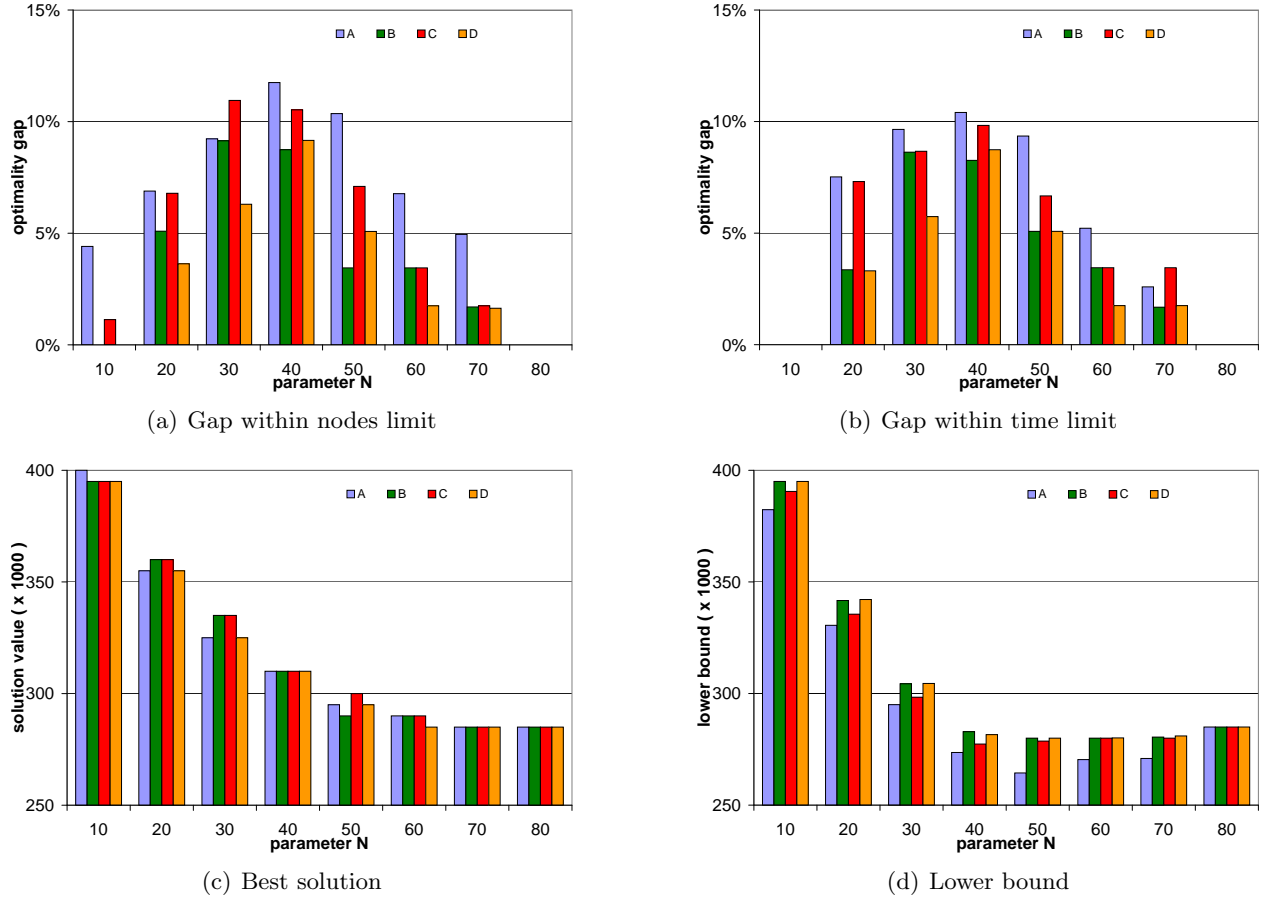 15%
10%
5%
0%
optimality gap
A B C D
10 20 30 40 50 60 70 80
parameter N
(a) Gap within nodes limit
15%
10%
5%
0%
optimality gap
A B C D
10 20 30 40 50 60 70 80
parameter N
(b) Gap within time limit
400
350
300
250
solution value ( x 1000 )
A B C D
10 20 30 40 50 60 70 80
parameter N
(c) Best solution
400
350
300
250
lower bound ( x 1000 )
A B C D
10 20 30 40 50 60 70 80
parameter N
(d) Lower bound